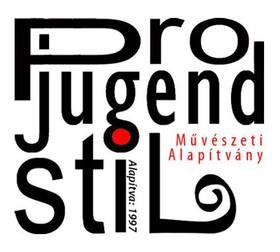 Pro
jugend
stil
Művészeti
Alapítvány
Alapítva: 1997